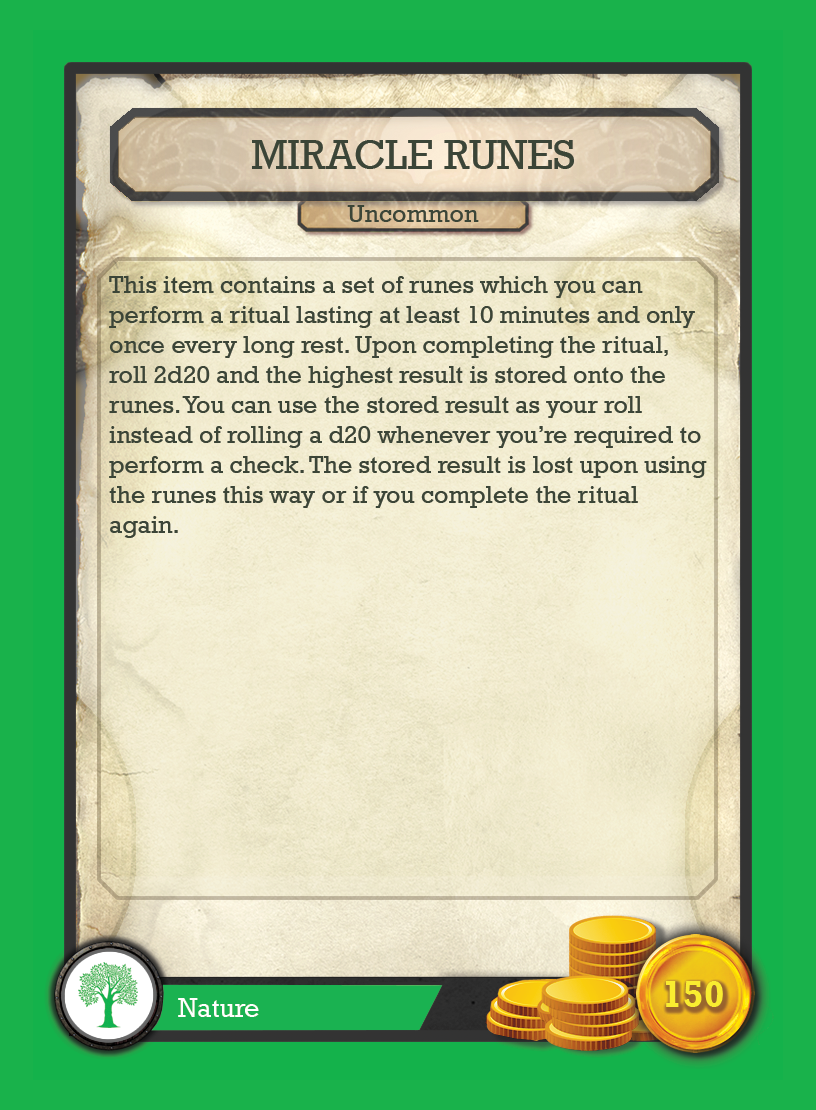 MIRACLE RUNES
Uncommon
This item contains a set of runes which you can
perform a ritual lasting at least 10 minutes and only
once every long rest. Upon completing the ritual,
roll 2d20 and the highest result is stored onto the
runes. You can use the stored result as your roll
instead of rolling a d20 whenever you’re required to
perform a check. The stored result is lost upon using
the runes this way or if you complete the ritual
again.
Nature
150